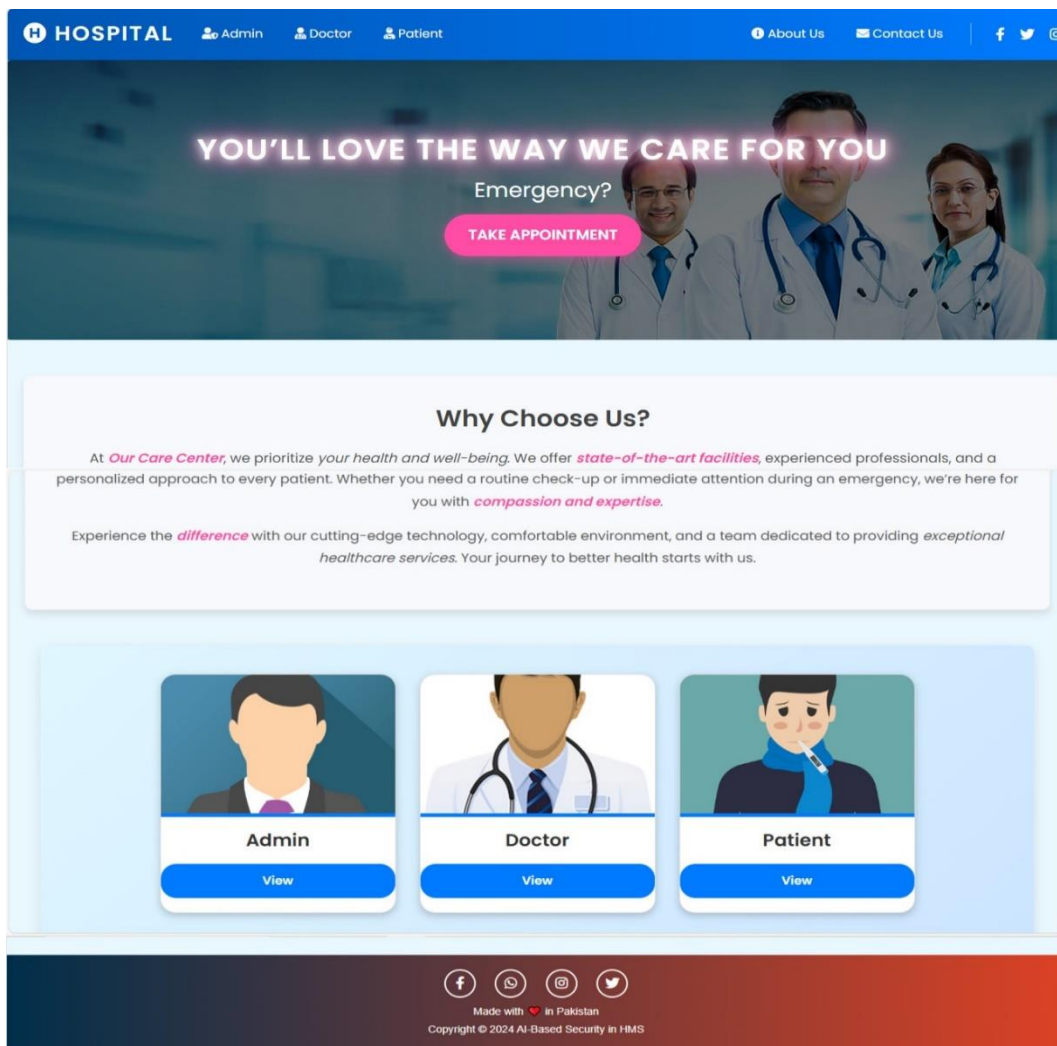 H HOSPITAL Admin Doctor Patient About Us Contact Us
YOU'LL LOVE THE WAY WE CARE FOR YOU
Emergency?
TAKE APPOINTMENT
Why Choose Us?
At Our Care Center, we prioritize your health and well-being. We offer state-of-the-art facilities, experienced professionals, and a
personalized approach to every patient. Whether you need a routine check-up or immediate attention during an emergency, we're here for
you with compassion and expertise.
Experience the difference with our cutting-edge technology, comfortable environment, and a team dedicated to providing exceptional
healthcare services. Your journey to better health starts with us.
Admin Doctor Patient
View View View
Made with ❤ in Pakistan
Copyright © 2024 AI-Based Security in HMS